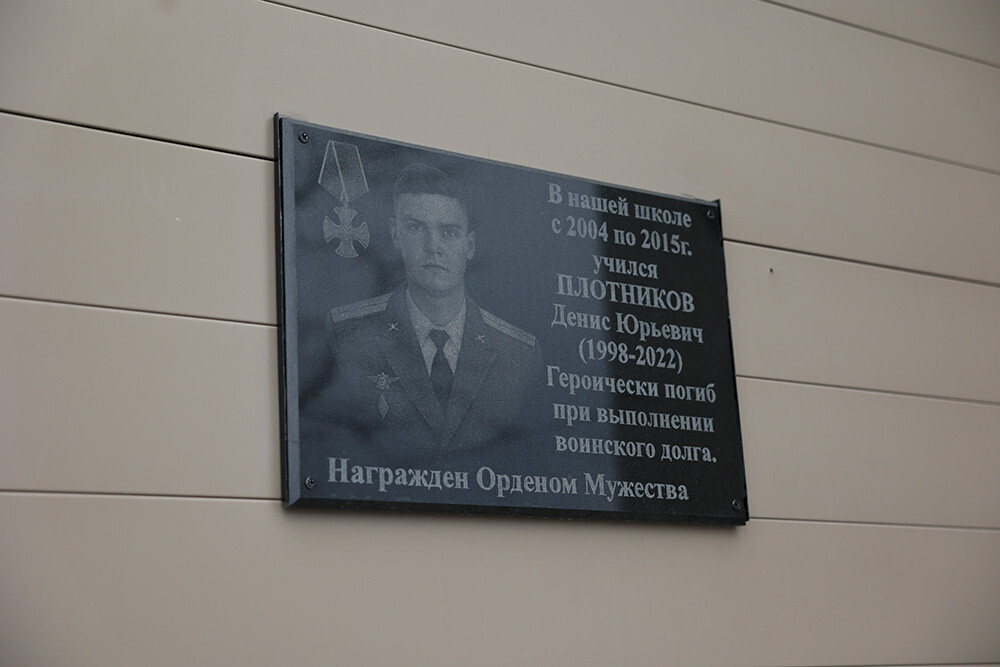 В нашей школе
с 2004 по 2015г.
учился
ПЛОТНИКОВ
Денис Юрьевич
(1998-2022)
Героически погиб
при выполнении
воинского долга.
Награжден Орденом Мужества